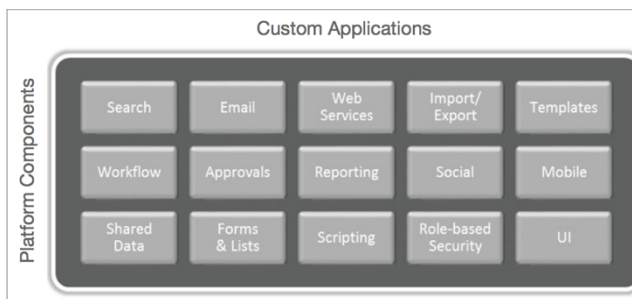 Custom Applications
Platform Components
Search
Email
Web
Services
Import/
Export
Templates
Workflow
Approvals
Reporting
Social
Mobile
Shared
Data
Forms
& Lists
Scripting
Role-based
Security
UI